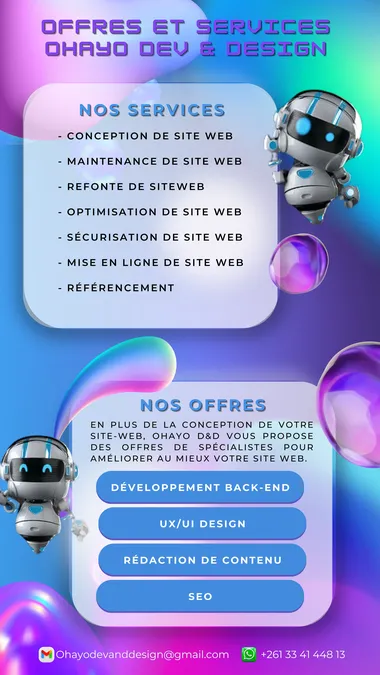 OFFRES ET SERVICES
OHAYO DEV & DESIGN
NOS SERVICES
- CONCEPTION DE SITE WEB
- MAINTENANCE DE SITE WEB
- REFONTE DE SITEWEB
- OPTIMISATION DE SITE WEB
- SÉCURISATION DE SITE WEB
- MISE EN LIGNE DE SITE WEB
- RÉFÉRENCEMENT
NOS OFFRES
EN PLUS DE LA CONCEPTION DE VOTRE
SITE-WEB, OHAYO D&D VOUS PROPOSE
DES OFFRES DE SPÉCIALISTES POUR
AMÉLIORER AU MIEUX VOTRE SITE WEB.
DÉVELOPPEMENT BACK-END
UX/UI DESIGN
RÉDACTION DE CONTENU
SEO
Ohayodevanddesign@gmail.com +261 33 41 448 13